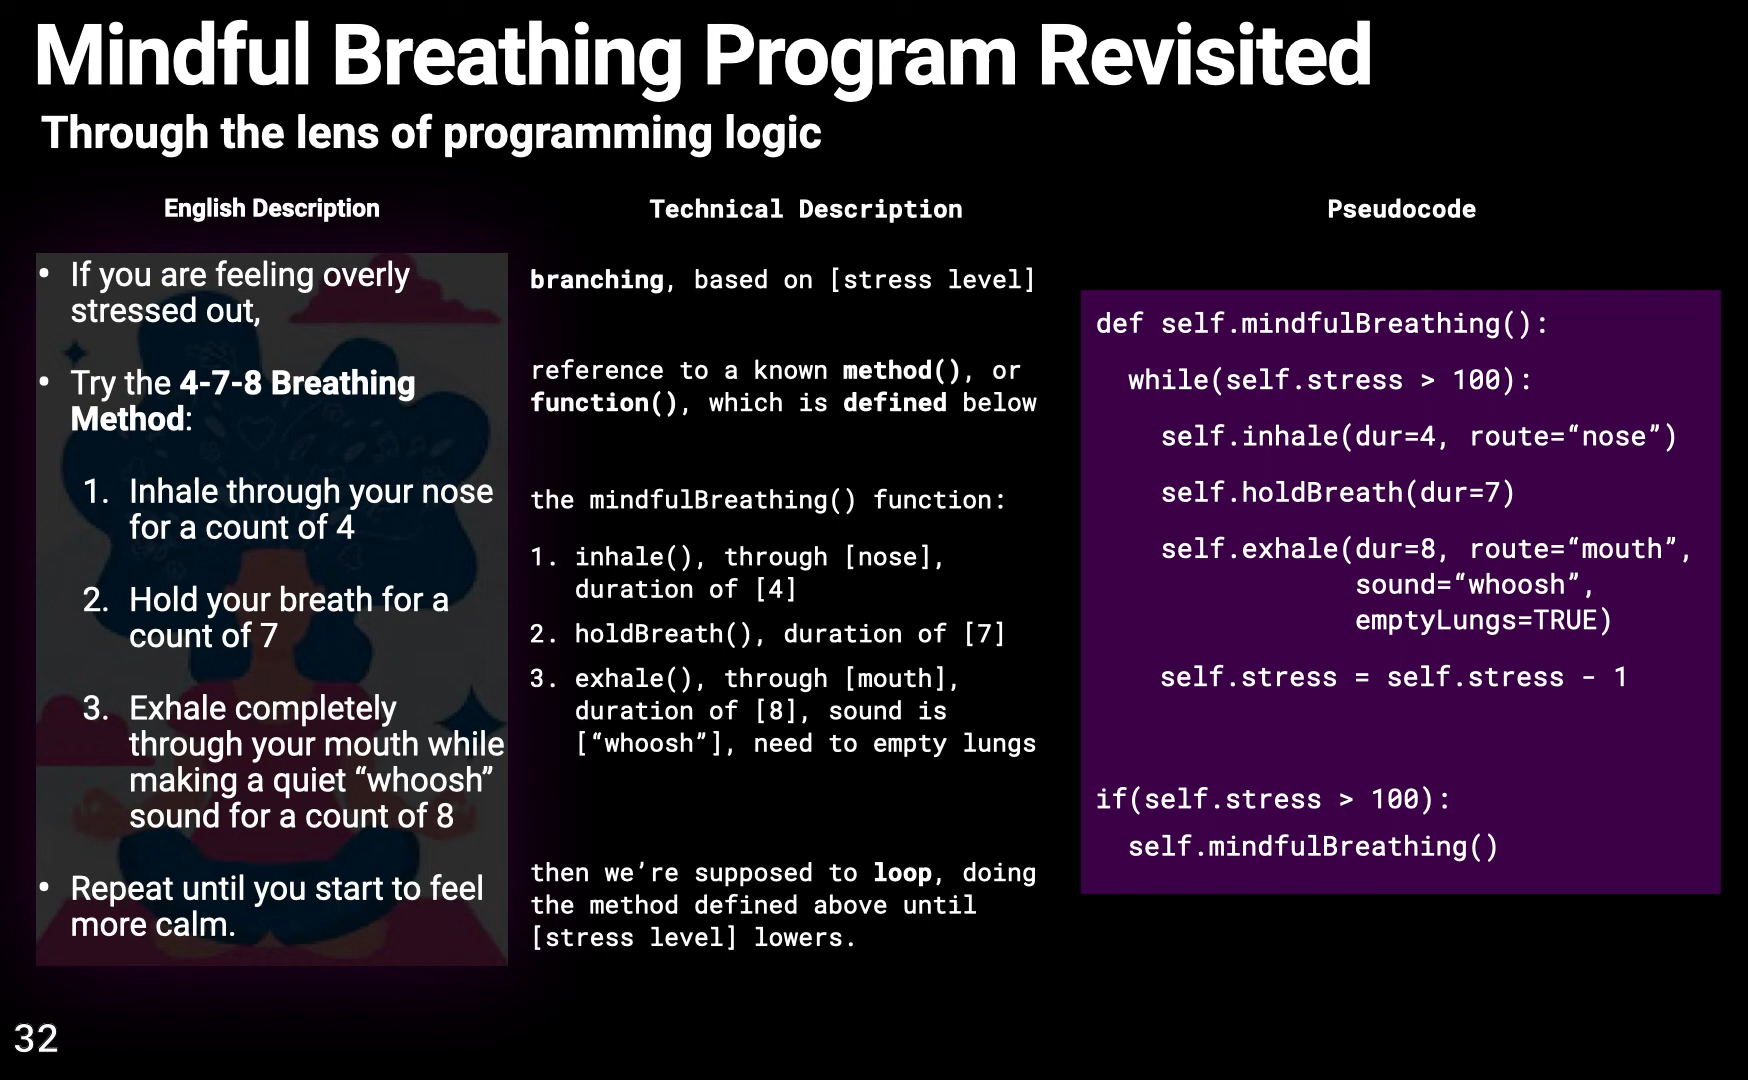 Mindful Breathing Program Revisited
Through the lens of programming logic
English Description
• If you are feeling overly
stressed out,
• Try the 4-7-8 Breathing
Method:
1. Inhale through your nose
for a count of 4
2. Hold your breath for a
count of 7
3. Exhale completely
through your mouth while
making a quiet “whoosh”
sound for a count of 8
• Repeat until you start to feel
more calm.
Technical Description
branching, based on [stress level]
reference to a known method(), or
function(), which is defined below
the mindfulBreathing() function:
1. inhale(), through [nose],
duration of [4]
2. holdBreath(), duration of [7]
3. exhale(), through [mouth],
duration of [8], sound is
[“whoosh”], need to empty lungs
then we’re supposed to loop, doing
the method defined above until
[stress level] lowers.
Pseudocode
def self.mindfulBreathing():
while(self.stress > 100):
self.inhale(dur=4, route=“nose”)
self.holdBreath(dur=7)
self.exhale(dur=8, route=“mouth”,
sound=“whoosh”,
emptyLungs=TRUE)
self.stress = self.stress - 1
if(self.stress > 100):
self.mindfulBreathing()
32